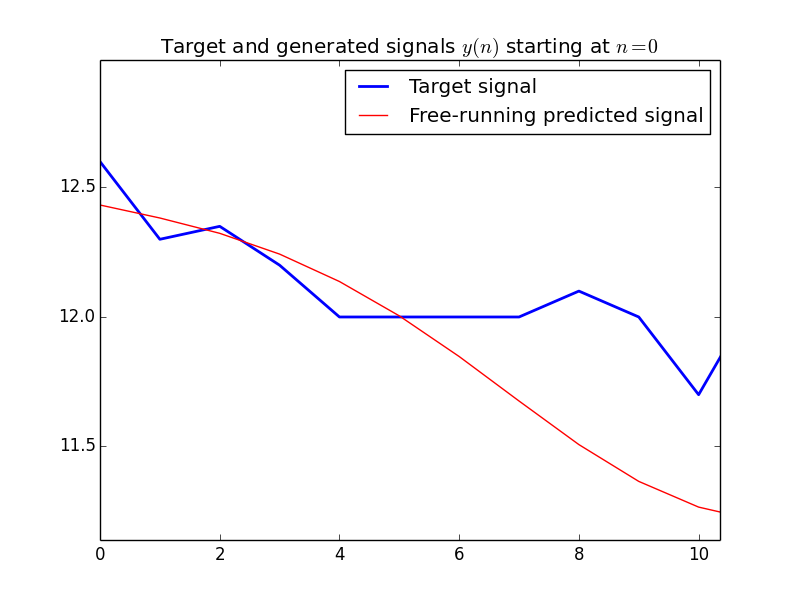 Target and generated signals y(n) starting at n=0
Target signal
Free-running predicted signal
12.5
12.0
11.5
0 2 4 6 8 10